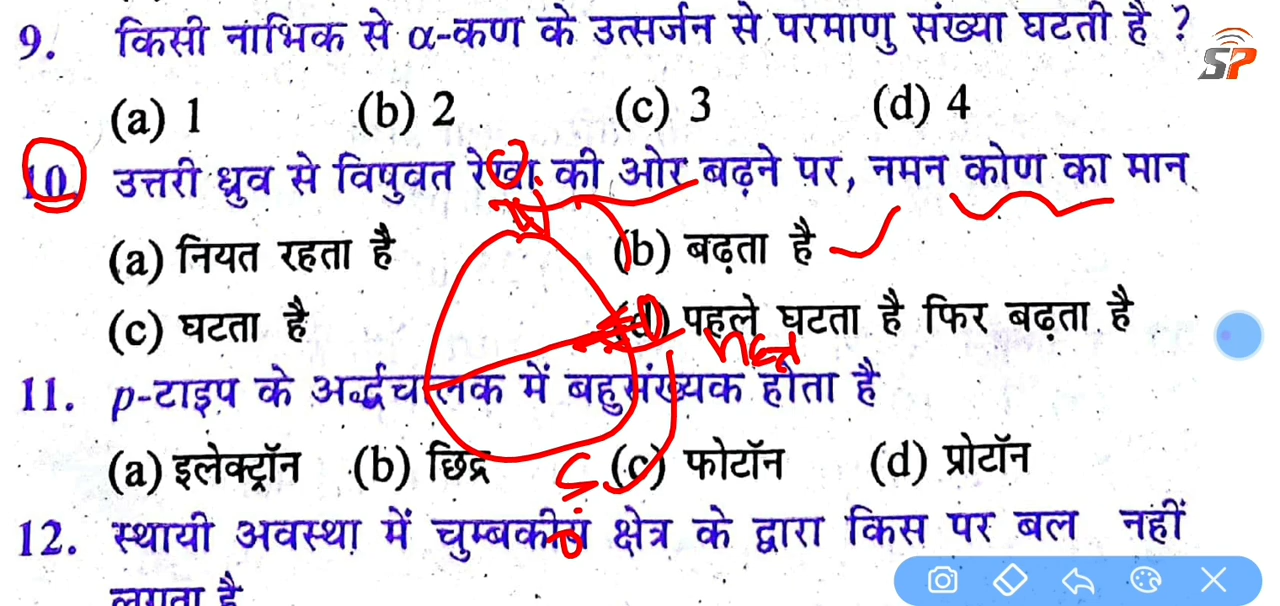 9. किसी नाभिक से α-कण के उत्सर्जन से परमाणु संख्या घटती है ?
SP
(a) 1 (b) 2 (c) 3 (d) 4
10. उत्तरी ध्रुव से विषुवत रेखा की ओर बढ़ने पर, नमन कोण का मान
(a) नियत रहता है (b) बढ़ता है
(c) घटता है (d) पहले घटता है फिर बढ़ता है
11. p-टाइप के अर्द्धचालक में बहुसंख्यक होता है
(a) इलेक्ट्रॉन (b) छिद्र (c) फोटॉन (d) प्रोटॉन
S
12. स्थायी अवस्था में चुम्बकीय क्षेत्र के द्वारा किस पर बल नहीं
लगता है